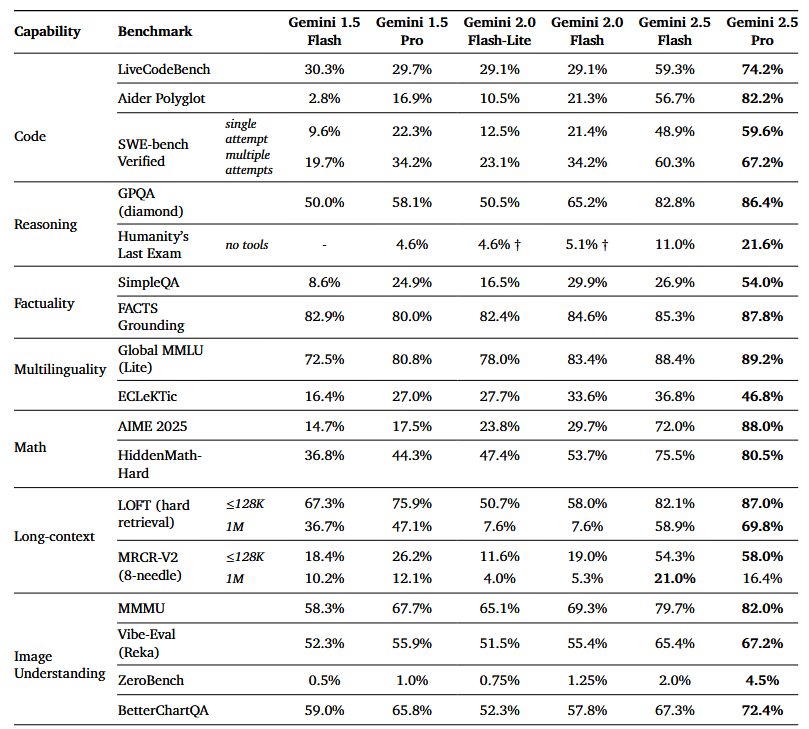 Capability Benchmark Gemini 1.5 Flash Gemini 1.5 Pro Gemini 2.0 Flash-Lite Gemini 2.0 Flash Gemini 2.5 Flash Gemini 2.5 Pro
Code
LiveCodeBench 30.3% 29.7% 29.1% 29.1% 59.3% 74.2%
Aider Polyglot 2.8% 16.9% 10.5% 21.3% 56.7% 82.2%
SWE-bench Verified single attempt 9.6% 22.3% 12.5% 21.4% 48.9% 59.6%
multiple attempts 19.7% 34.2% 23.1% 34.2% 60.3% 67.2%
Reasoning
GPQA (diamond) 50.0% 58.1% 50.5% 65.2% 82.8% 86.4%
Humanity's Last Exam no tools - 4.6% 4.6% † 5.1% † 11.0% 21.6%
Factuality
SimpleQA 8.6% 24.9% 16.5% 29.9% 26.9% 54.0%
FACTS Grounding 82.9% 80.0% 82.4% 84.6% 85.3% 87.8%
Multilinguality
Global MMLU (Lite) 72.5% 80.8% 78.0% 83.4% 88.4% 89.2%
ECLeKTic 16.4% 27.0% 27.7% 33.6% 36.8% 46.8%
Math
AIME 2025 14.7% 17.5% 23.8% 29.7% 72.0% 88.0%
HiddenMath-Hard 36.8% 44.3% 47.4% 53.7% 75.5% 80.5%
Long-context
LOFT (hard retrieval) ≤128K 67.3% 75.9% 50.7% 58.0% 82.1% 87.0%
1M 36.7% 47.1% 7.6% 7.6% 58.9% 69.8%
MRCR-V2 (8-needle) ≤128K 18.4% 26.2% 11.6% 19.0% 54.3% 58.0%
1M 10.2% 12.1% 4.0% 5.3% 21.0% 16.4%
Image Understanding
MMMU 58.3% 67.7% 65.1% 69.3% 79.7% 82.0%
Vibe-Eval (Reka) 52.3% 55.9% 51.5% 55.4% 65.4% 67.2%
ZeroBench 0.5% 1.0% 0.75% 1.25% 2.0% 4.5%
BetterChartQA 59.0% 65.8% 52.3% 57.8% 67.3% 72.4%